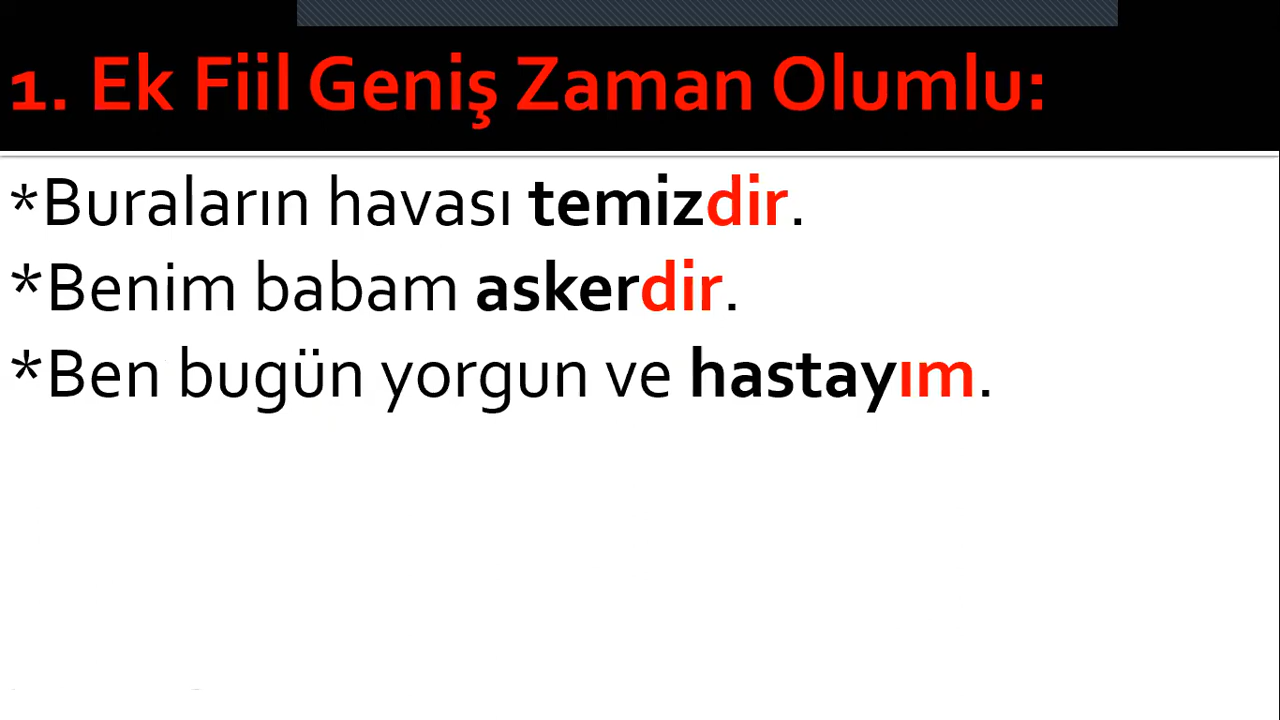 1. Ek Fiil Geniş Zaman Olumlu:
*Buraların havası temizdir.
*Benim babam askerdir.
*Ben bugün yorgun ve hastayım.